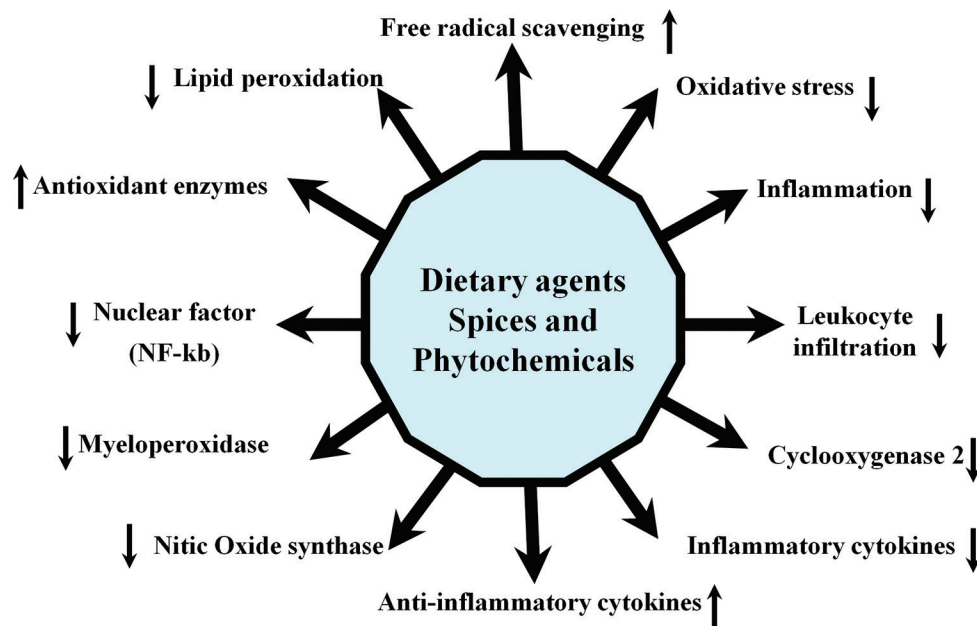 Free radical scavenging
Oxidative stress
Inflammation
Leukocyte
infiltration
Cyclooxygenase 2
Inflammatory cytokines
Anti-inflammatory cytokines
Nitic Oxide synthase
Myeloperoxidase
Nuclear factor
(NF-kb)
Antioxidant enzymes
Lipid peroxidation
Dietary agents
Spices and
Phytochemicals